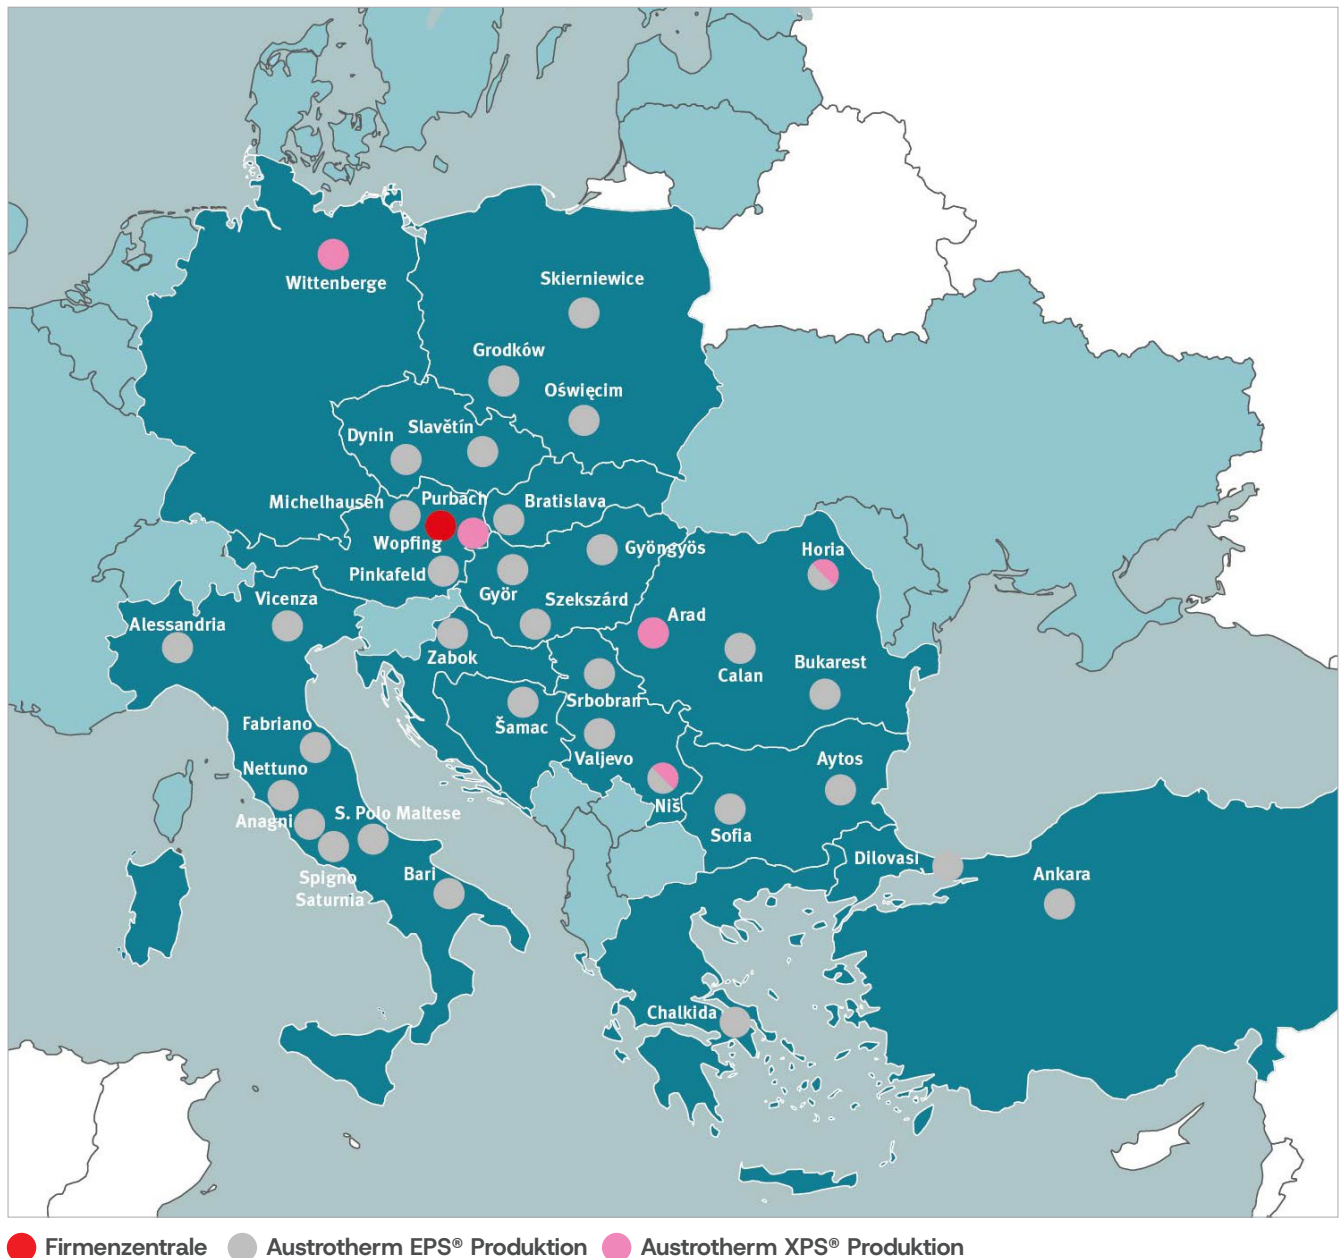 Wittenberge
Skierniewice
Grodków
Oświęcim
Dynin
Slavětín
Michelhausen
Purbach
Bratislava
Wopfing
Gyöngyös
Horia
Pinkafeld
Györ
Vicenza
Szekszárd
Alessandria
Arad
Zabok
Calan
Bukarest
Srbobran
Šamac
Fabriano
Valjevo
Aytos
Nettuno
Niš
S. Polo Maltese
Anagni
Sofia
Dilovasi
Bari
Ankara
Spigno
Saturnia
Chalkida
Firmenzentrale
Austrotherm EPS® Produktion
Austrotherm XPS® Produktion